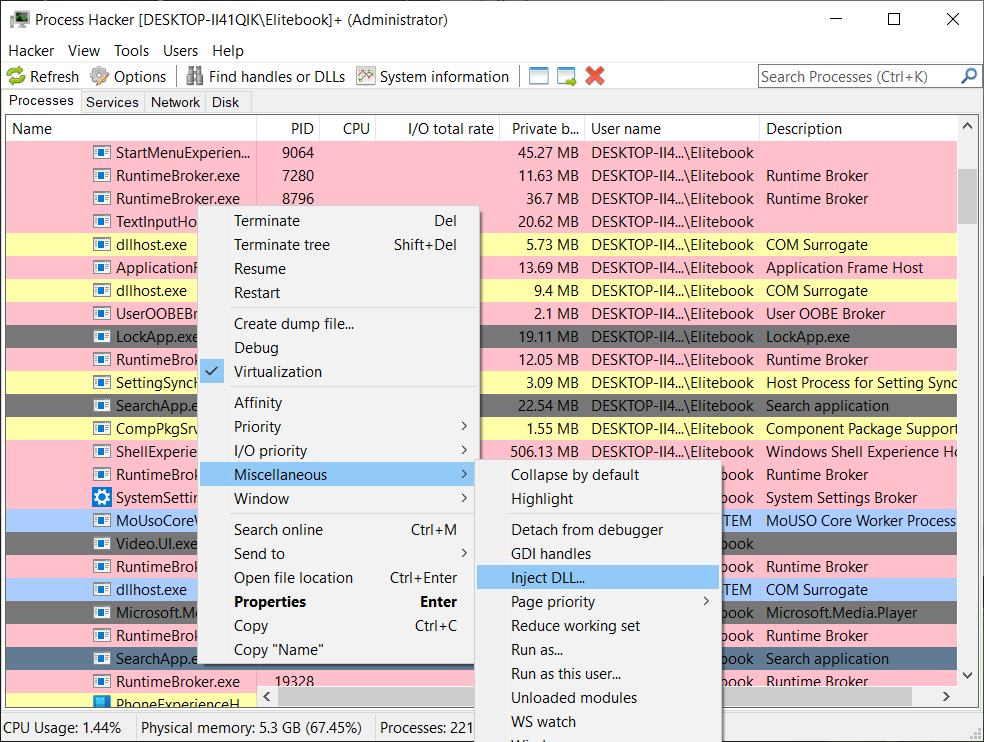 Process Hacker [DESKTOP-II41QIK\Elitebook]+ (Administrator)
Hacker View Tools Users Help
Refresh Options Find handles or DLLs System information Search Processes (Ctrl+K)
Processes Services Network Disk
Name PID CPU I/O total rate Private b... User name Description
StartMenuExperien... 9064 45.27 MB DESKTOP-II4...\Elitebook
RuntimeBroker.exe 7280 11.63 MB DESKTOP-II4...\Elitebook Runtime Broker
RuntimeBroker.exe 8796 36.7 MB DESKTOP-II4...\Elitebook Runtime Broker
TextInputHo 20.62 MB DESKTOP-II4...\Elitebook
dllhost.exe 5.73 MB DESKTOP-II4...\Elitebook COM Surrogate
ApplicationF 13.69 MB DESKTOP-II4...\Elitebook Application Frame Host
dllhost.exe 9.4 MB DESKTOP-II4...\Elitebook COM Surrogate
UserOOBEBr 2.1 MB DESKTOP-II4...\Elitebook User OOBE Broker
LockApp.exe 19.11 MB DESKTOP-II4...\Elitebook LockApp.exe
RuntimeBrok 12.05 MB DESKTOP-II4...\Elitebook Runtime Broker
SettingSynch 3.09 MB DESKTOP-II4...\Elitebook Host Process for Setting Sync
SearchApp.e 22.54 MB DESKTOP-II4...\Elitebook Search application
CompPkgSrv 1.55 MB DESKTOP-II4...\Elitebook Component Package Support
ShellExperie 506.13 MB DESKTOP-II4...\Elitebook Windows Shell Experience Ho
RuntimeBrok book Runtime Broker
SystemSettin book System Settings Broker
MoUsoCoreW TEM MoUSO Core Worker Process
Video.UI.exe book
RuntimeBrok book Runtime Broker
dllhost.exe TEM COM Surrogate
Microsoft.Me book Microsoft.Media.Player
RuntimeBrok book Runtime Broker
SearchApp.e book Search application
RuntimeBroker.exe 19328 book Runtime Broker
PhoneExperienceH
Terminate Del
Terminate tree Shift+Del
Resume
Restart
Create dump file...
Debug
Virtualization
Affinity
Priority
I/O priority
Miscellaneous
Window
Search online Ctrl+M
Send to
Open file location Ctrl+Enter
Properties Enter
Copy Ctrl+C
Copy "Name"
Collapse by default
Highlight
Detach from debugger
GDI handles
Inject DLL...
Page priority
Reduce working set
Run as...
Run as this user...
Unloaded modules
WS watch
CPU Usage: 1.44% Physical memory: 5.3 GB (67.45%) Processes: 221